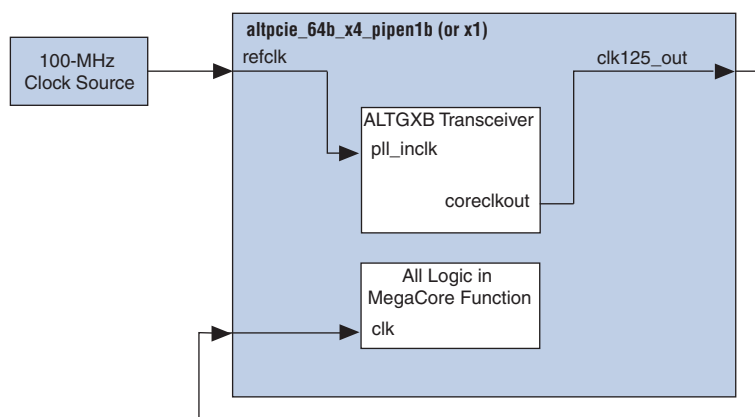 altpcie_64b_x4_pipen1b (or x1)
100-MHz
Clock Source
refclk
clk125_out
ALTGXB Transceiver
pll_inclk
coreclkout
All Logic in
MegaCore Function
clk